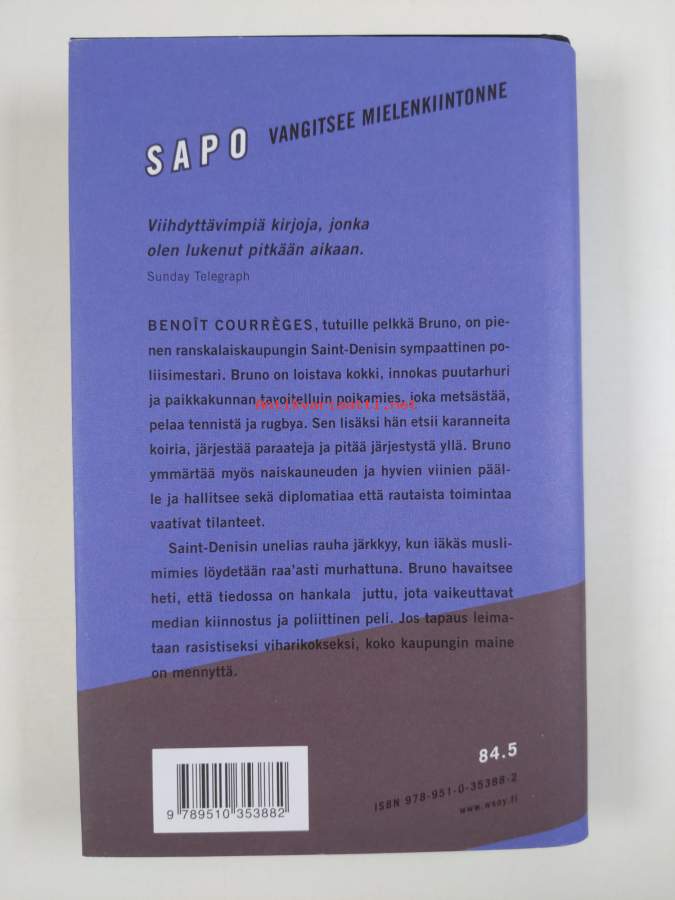 SAPO VANGITSEE MIELENKIINTONNE
Viihdyttävimpiä kirjoja, jonka
olen lukenut pitkään aikaan.
Sunday Telegraph
BENOÎT COURRÈGES, tutuille pelkkä Bruno, on pie-
nen ranskalaiskaupungin Saint-Denisin sympaattinen po-
liisimestari. Bruno on loistava kokki, innokas puutarhuri
ja paikkakunnan tavoitelluin poikamies, joka metsästää,
antikvariaatti.net
pelaa tennistä ja rugbya. Sen lisäksi hän etsii karanneita
koiria, järjestää paraateja ja pitää järjestystä yllä. Bruno
ymmärtää myös naiskauneuden ja hyvien viinien pääl-
le ja hallitsee sekä diplomatiaa että rautaista toimintaa
vaativat tilanteet.
Saint-Denisin unelias rauha järkkyy, kun iäkäs musli-
mimies löydetään raa'asti murhattuna. Bruno havaitsee
heti, että tiedossa on hankala juttu, jota vaikeuttavat
median kiinnostus ja poliittinen peli. Jos tapaus leima-
taan rasistiseksi viharikokseksi, koko kaupungin maine
on mennyttä.
84.5
ISBN 978-951-0-35388-2
www.wsoy.fi
9 789510 353882